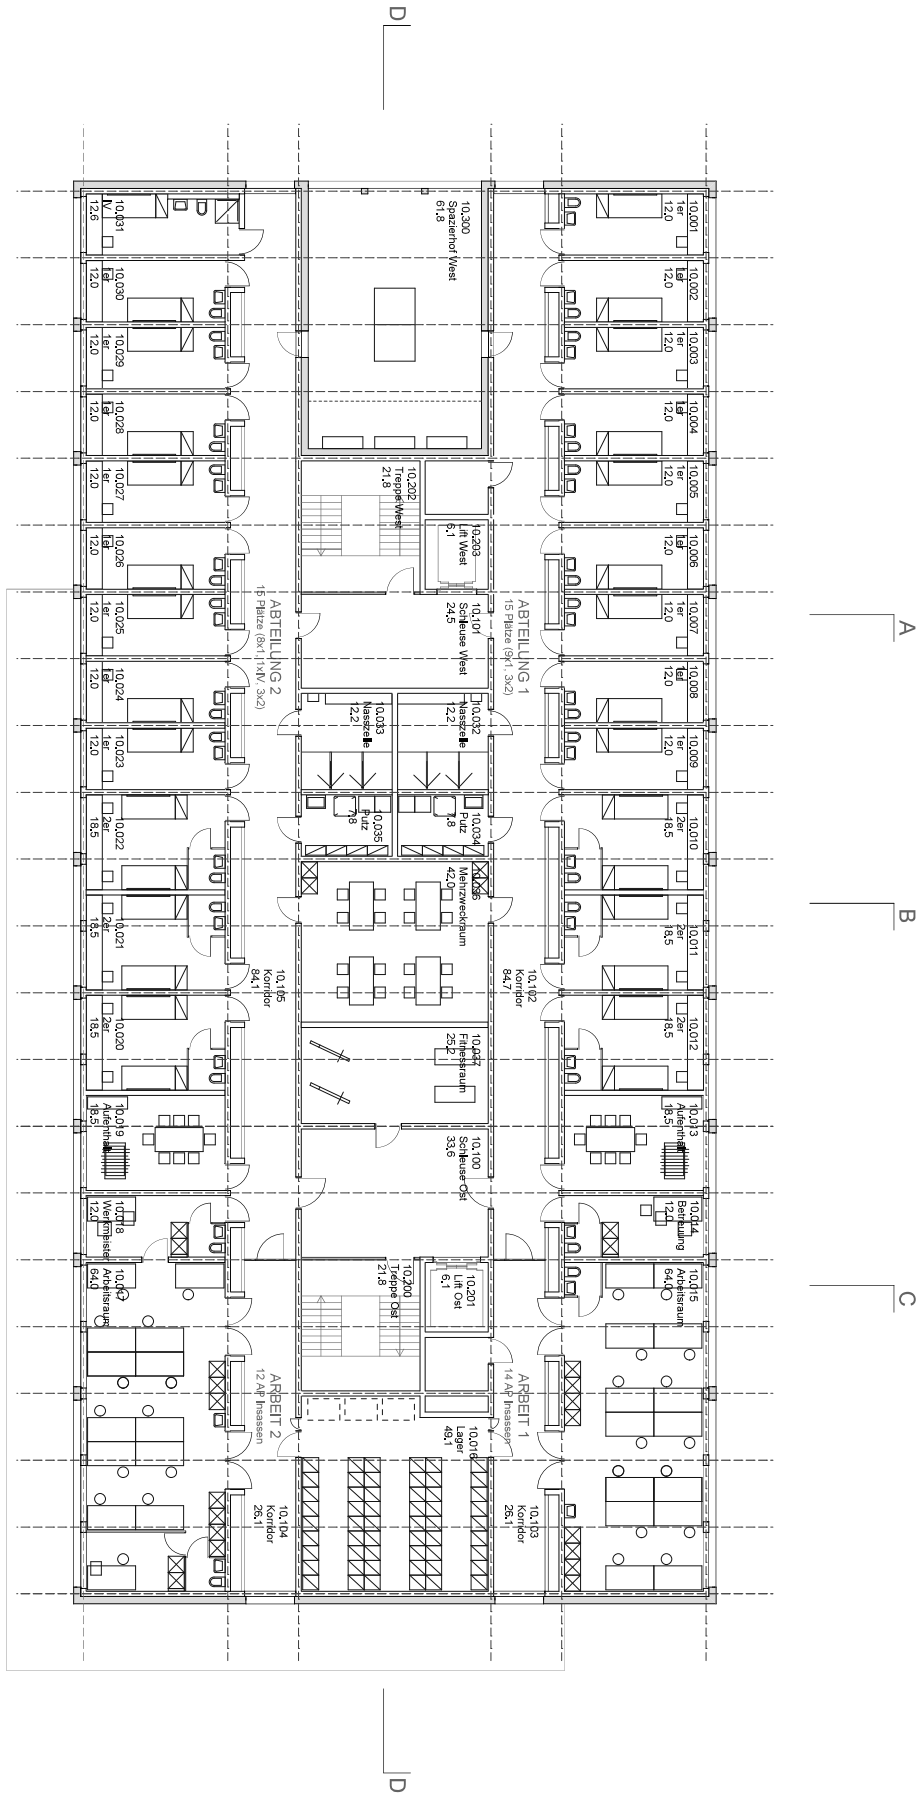 D
A
B
C
D
10.001
1er
12.0
10.002
1er
12.0
10.003
1er
12.0
10.004
1er
12.0
10.005
1er
12.0
10.006
1er
12.0
10.007
1er
12.0
10.008
1er
12.0
10.009
1er
12.0
10.010
2er
18.5
10.011
2er
18.5
10.012
2er
18.5
10.013
Aufenthalt
18.5
10.014
Betreuung
12.0
10.015
Arbeitsraum
64.0
ABTEILUNG 1
15 Plätze (9x1, 3x2)
10.102
Korridor
84.7
ARBEIT 1
14 AP Insassen
10.103
Korridor
26.1
10.300
Spazierhof West
61.8
10.203
Lift West
6.1
10.202
Treppe West
21.8
10.101
Schleuse West
24.5
10.032
Nasszelle
12.2
10.033
Nasszelle
12.2
10.034
Putz
7.8
10.035
Putz
7.8
10.036
Mehrzweckraum
42.0
10.037
Fitnessraum
25.2
10.100
Schleuse Ost
33.6
10.201
Lift Ost
6.1
10.200
Treppe Ost
21.8
10.016
Lager
49.1
ABTEILUNG 2
15 Plätze (8x1, 1xIV, 3x2)
10.105
Korridor
84.1
ARBEIT 2
12 AP Insassen
10.104
Korridor
26.1
10.031
IV
12.6
10.030
1er
12.0
10.029
1er
12.0
10.028
1er
12.0
10.027
1er
12.0
10.026
1er
12.0
10.025
1er
12.0
10.024
1er
12.0
10.023
1er
12.0
10.022
2er
18.5
10.021
2er
18.5
10.020
2er
18.5
10.019
Aufenthalt
18.5
10.018
Werkmeister
12.0
10.017
Arbeitsraum
64.0